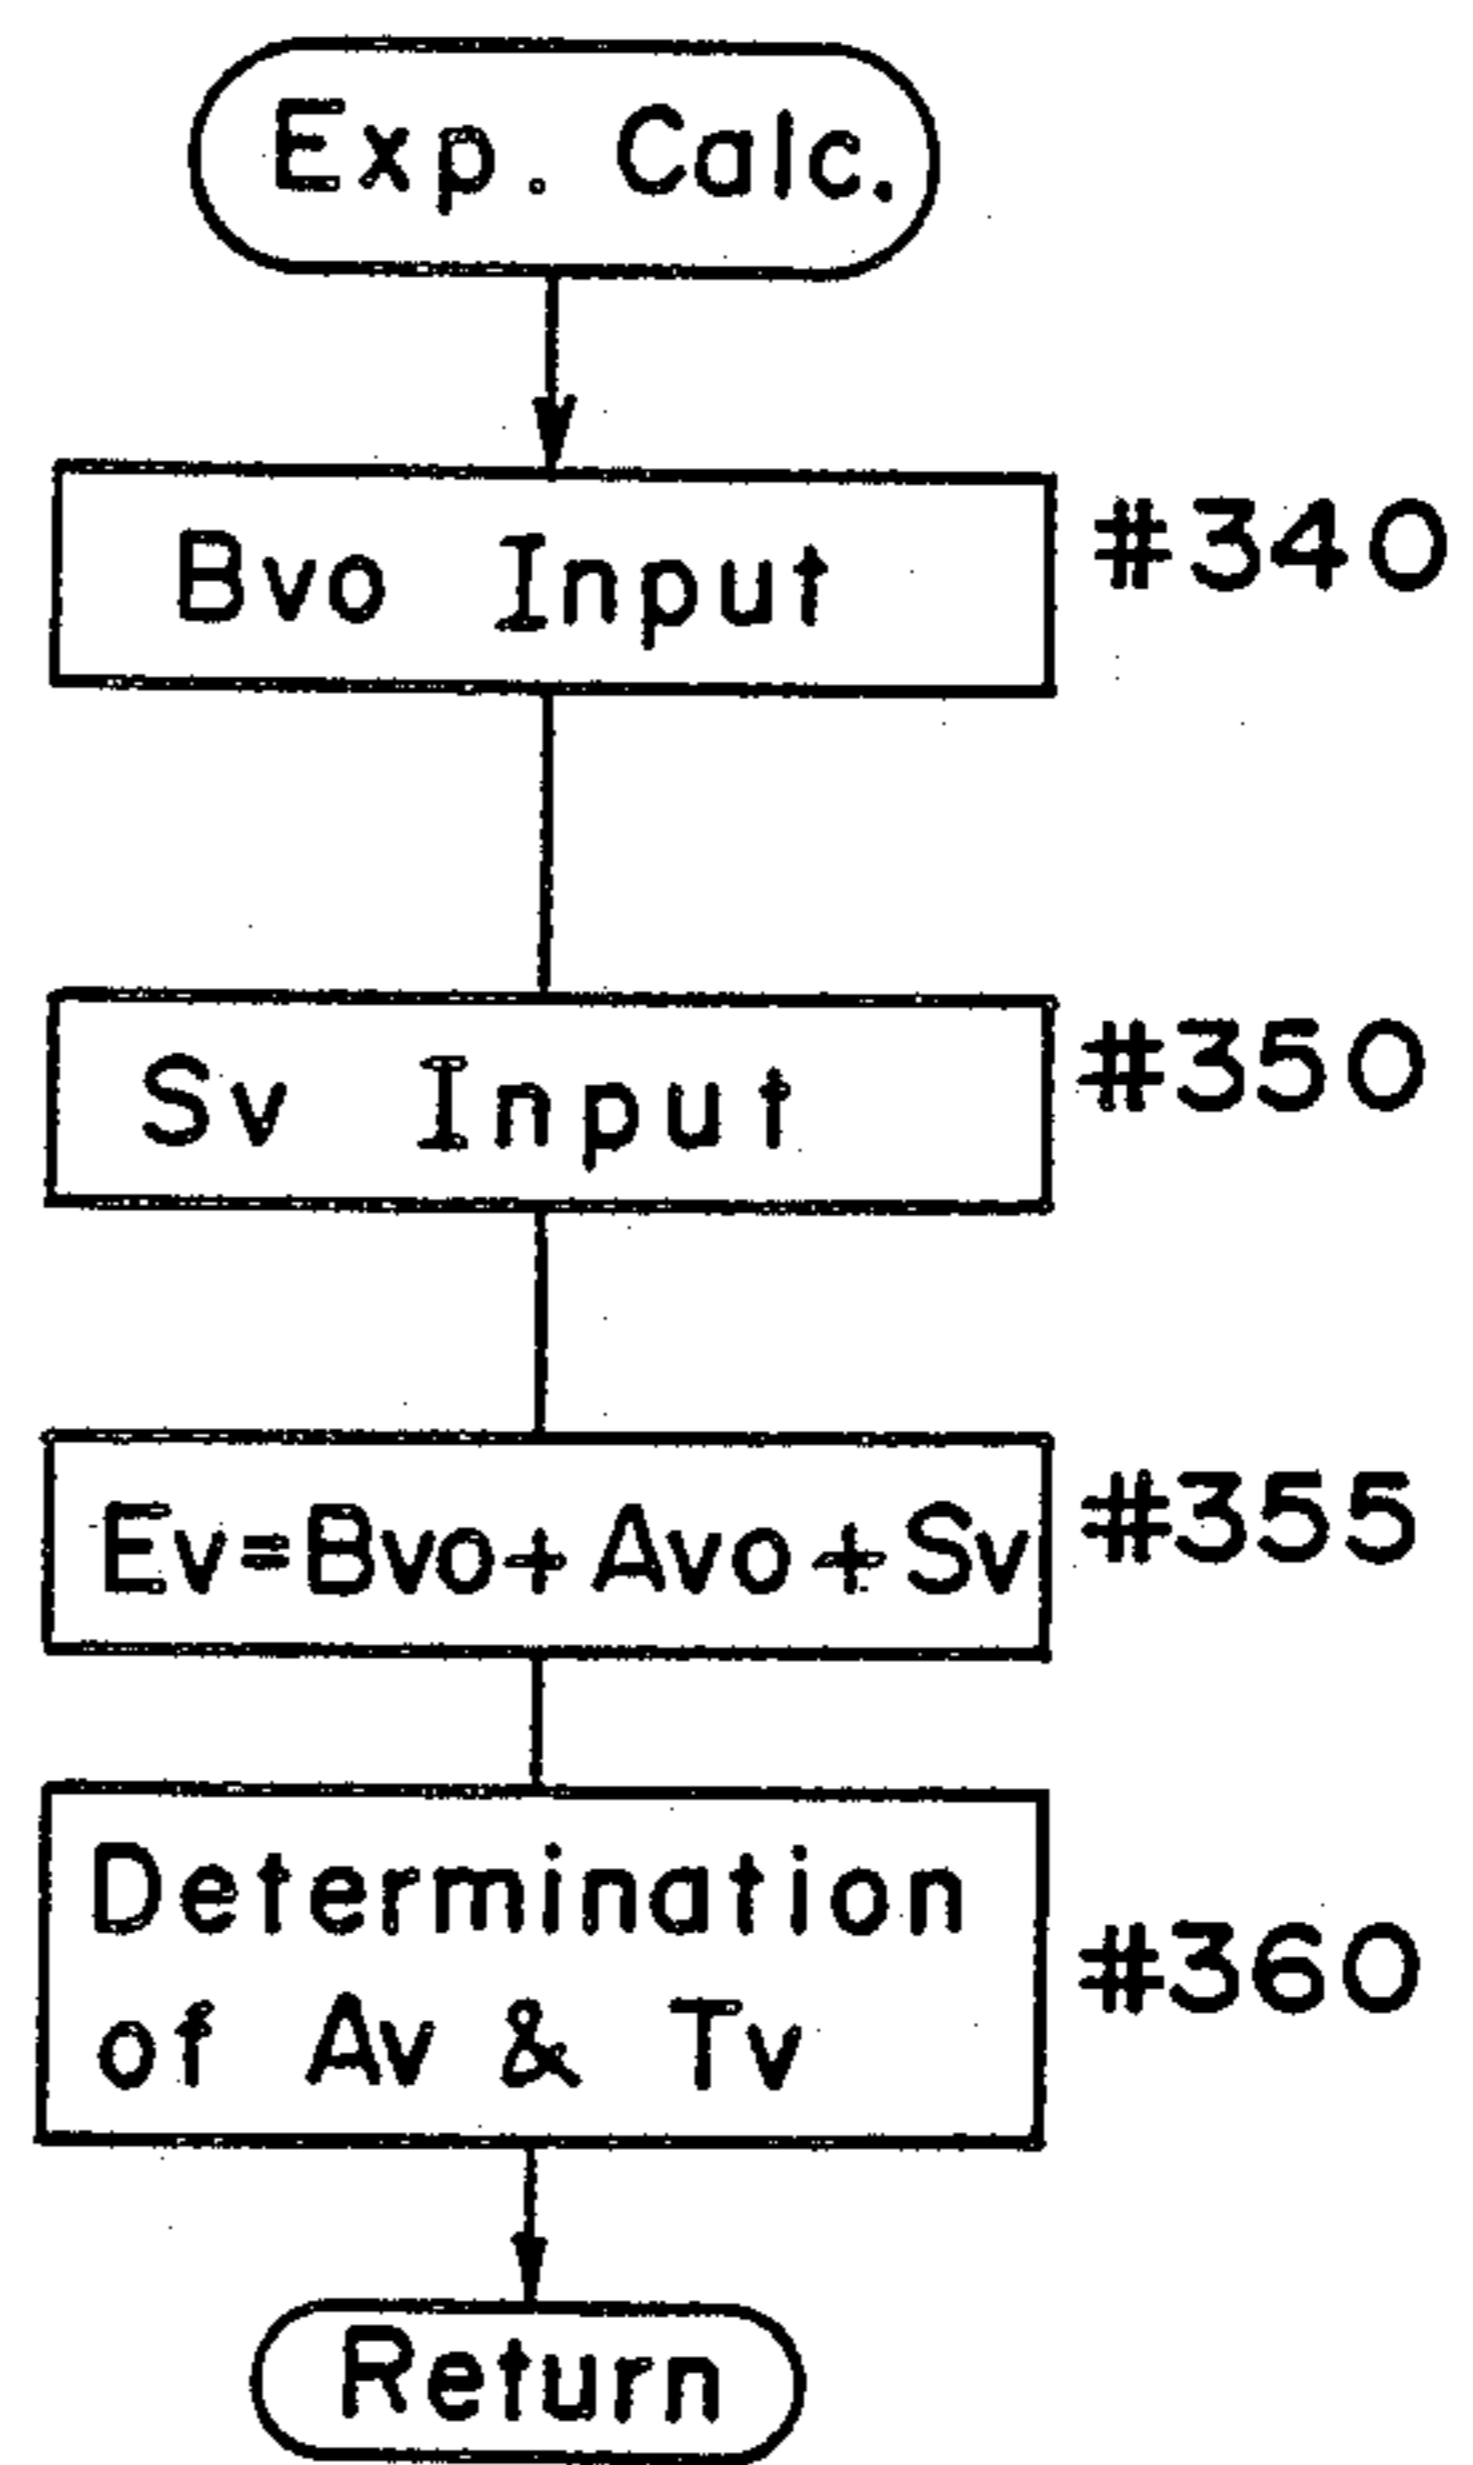 Exp. Calc.
Bvo Input #340
Sv Input #350
Ev=Bvo+Avo+Sv #355
Determination
of Av & Tv #360
Return